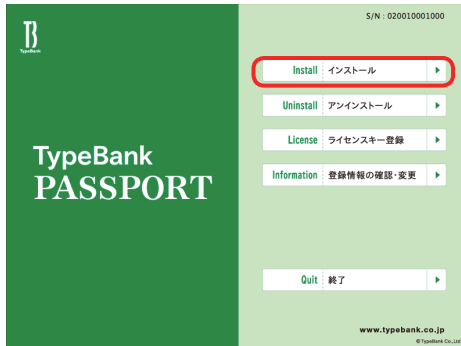 S/N : 020010001000
TB
TypeBank
Install インストール
Uninstall アンインストール
License ライセンスキー登録
TypeBank
PASSPORT
Information 登録情報の確認・変更
Quit 終了
www.typebank.co.jp
© TypeBank Co., Ltd